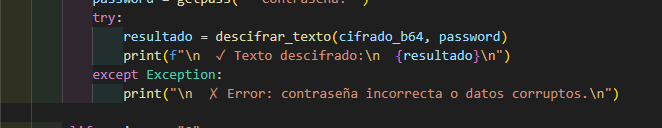 password = getpass("  Contraseña: ")
try:
resultado = descifrar_texto(cifrado_b64, password)
print(f"\n  ✓ Texto descifrado:\n  {resultado}\n")
except Exception:
print("\n  ✗ Error: contraseña incorrecta o datos corruptos.\n")